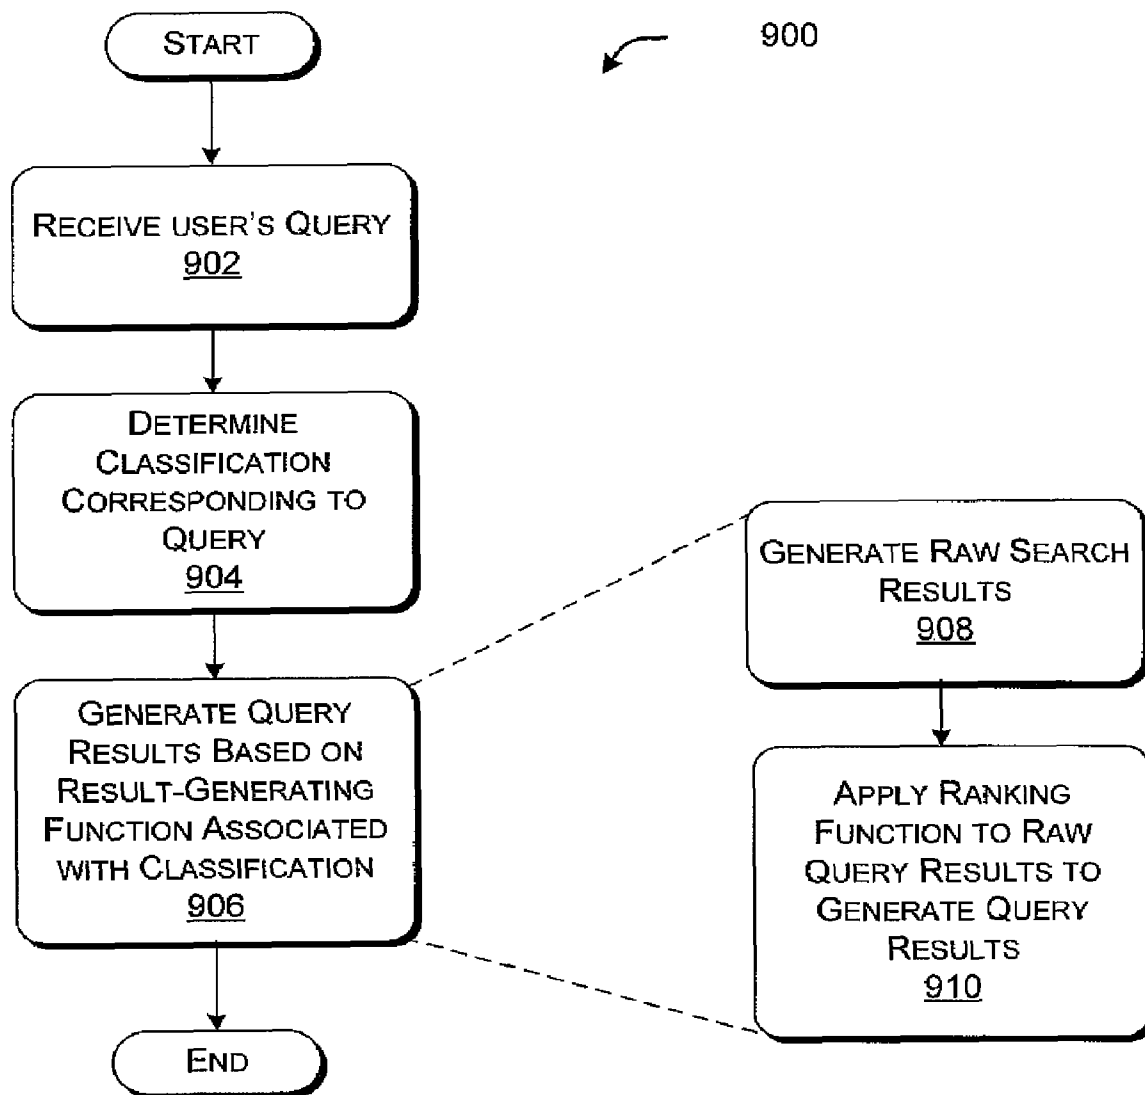 START
900
RECEIVE USER'S QUERY
902
DETERMINE
CLASSIFICATION
CORRESPONDING TO
QUERY
904
GENERATE QUERY
RESULTS BASED ON
RESULT-GENERATING
FUNCTION ASSOCIATED
WITH CLASSIFICATION
906
END
GENERATE RAW SEARCH
RESULTS
908
APPLY RANKING
FUNCTION TO RAW
QUERY RESULTS TO
GENERATE QUERY
RESULTS
910